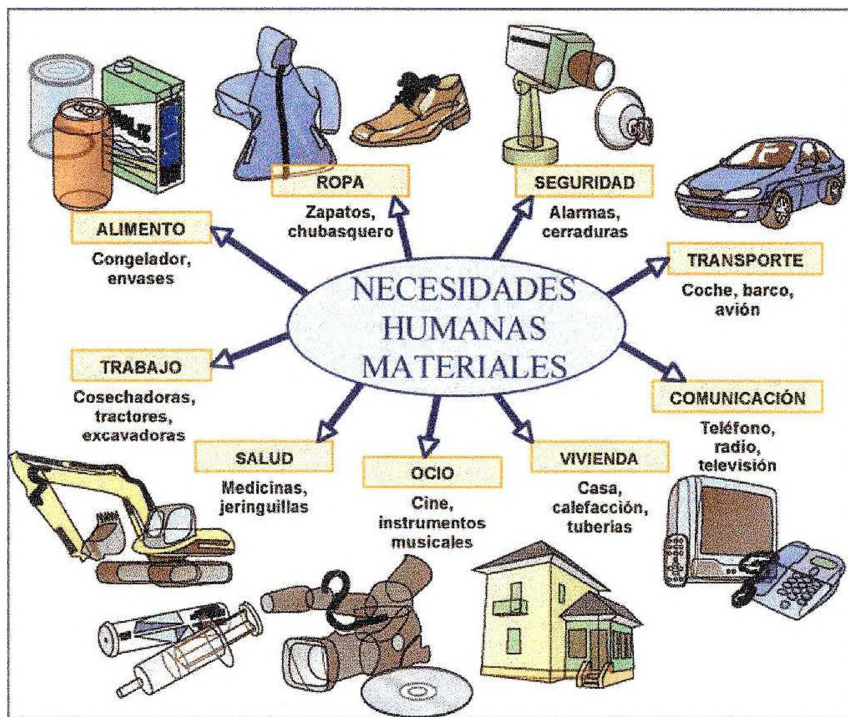 ROPA
Zapatos,
chubasquero
SEGURIDAD
Alarmas,
cerraduras
ALIMENTO
Congelador,
envases
TRANSPORTE
Coche, barco,
avión
NECESIDADES
HUMANAS
MATERIALES
TRABAJO
Cosechadoras,
tractores,
excavadoras
COMUNICACIÓN
Teléfono,
radio,
televisión
SALUD
Medicinas,
jeringuillas
OCIO
Cine,
instrumentos
musicales
VIVIENDA
Casa,
calefacción,
tuberías